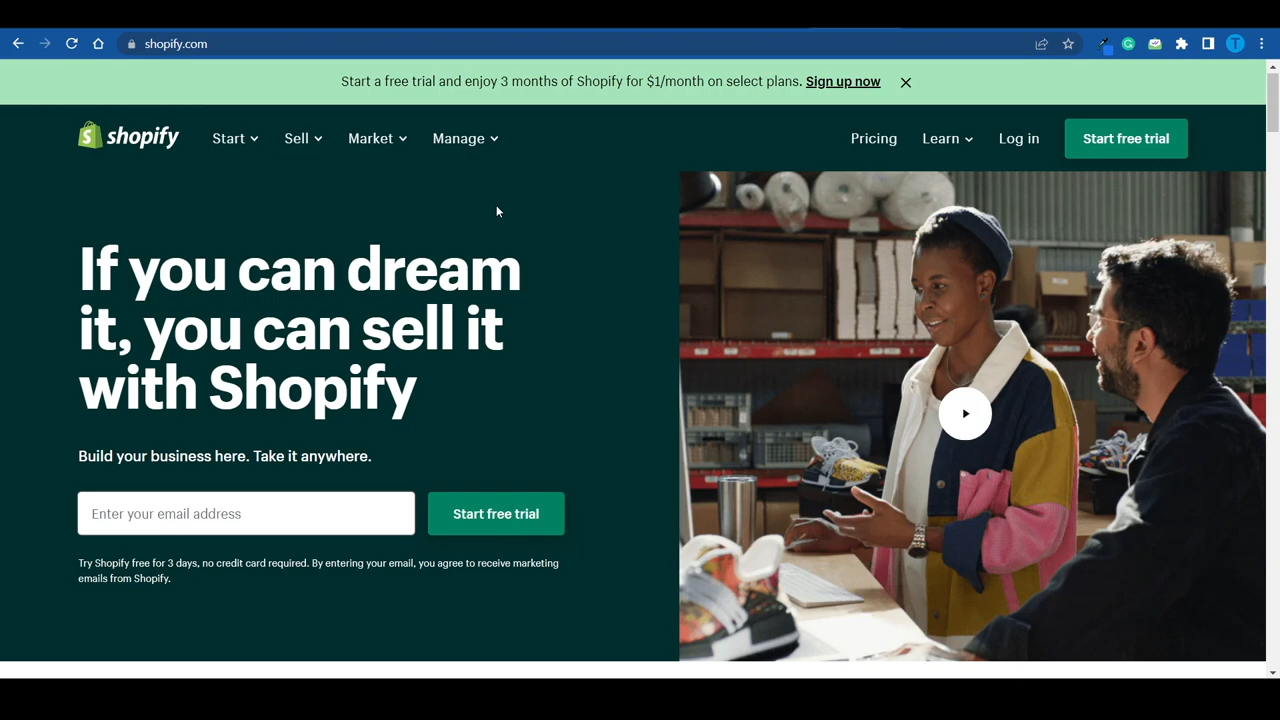 shopify.com
T
Start a free trial and enjoy 3 months of Shopify for $1/month on select plans. Sign up now
shopify
Start
Sell
Market
Manage
Pricing
Learn
Log in
Start free trial
If you can dream
it, you can sell it
with Shopify
Build your business here. Take it anywhere.
Enter your email address
Start free trial
Try Shopify free for 3 days, no credit card required. By entering your email, you agree to receive marketing
emails from Shopify.